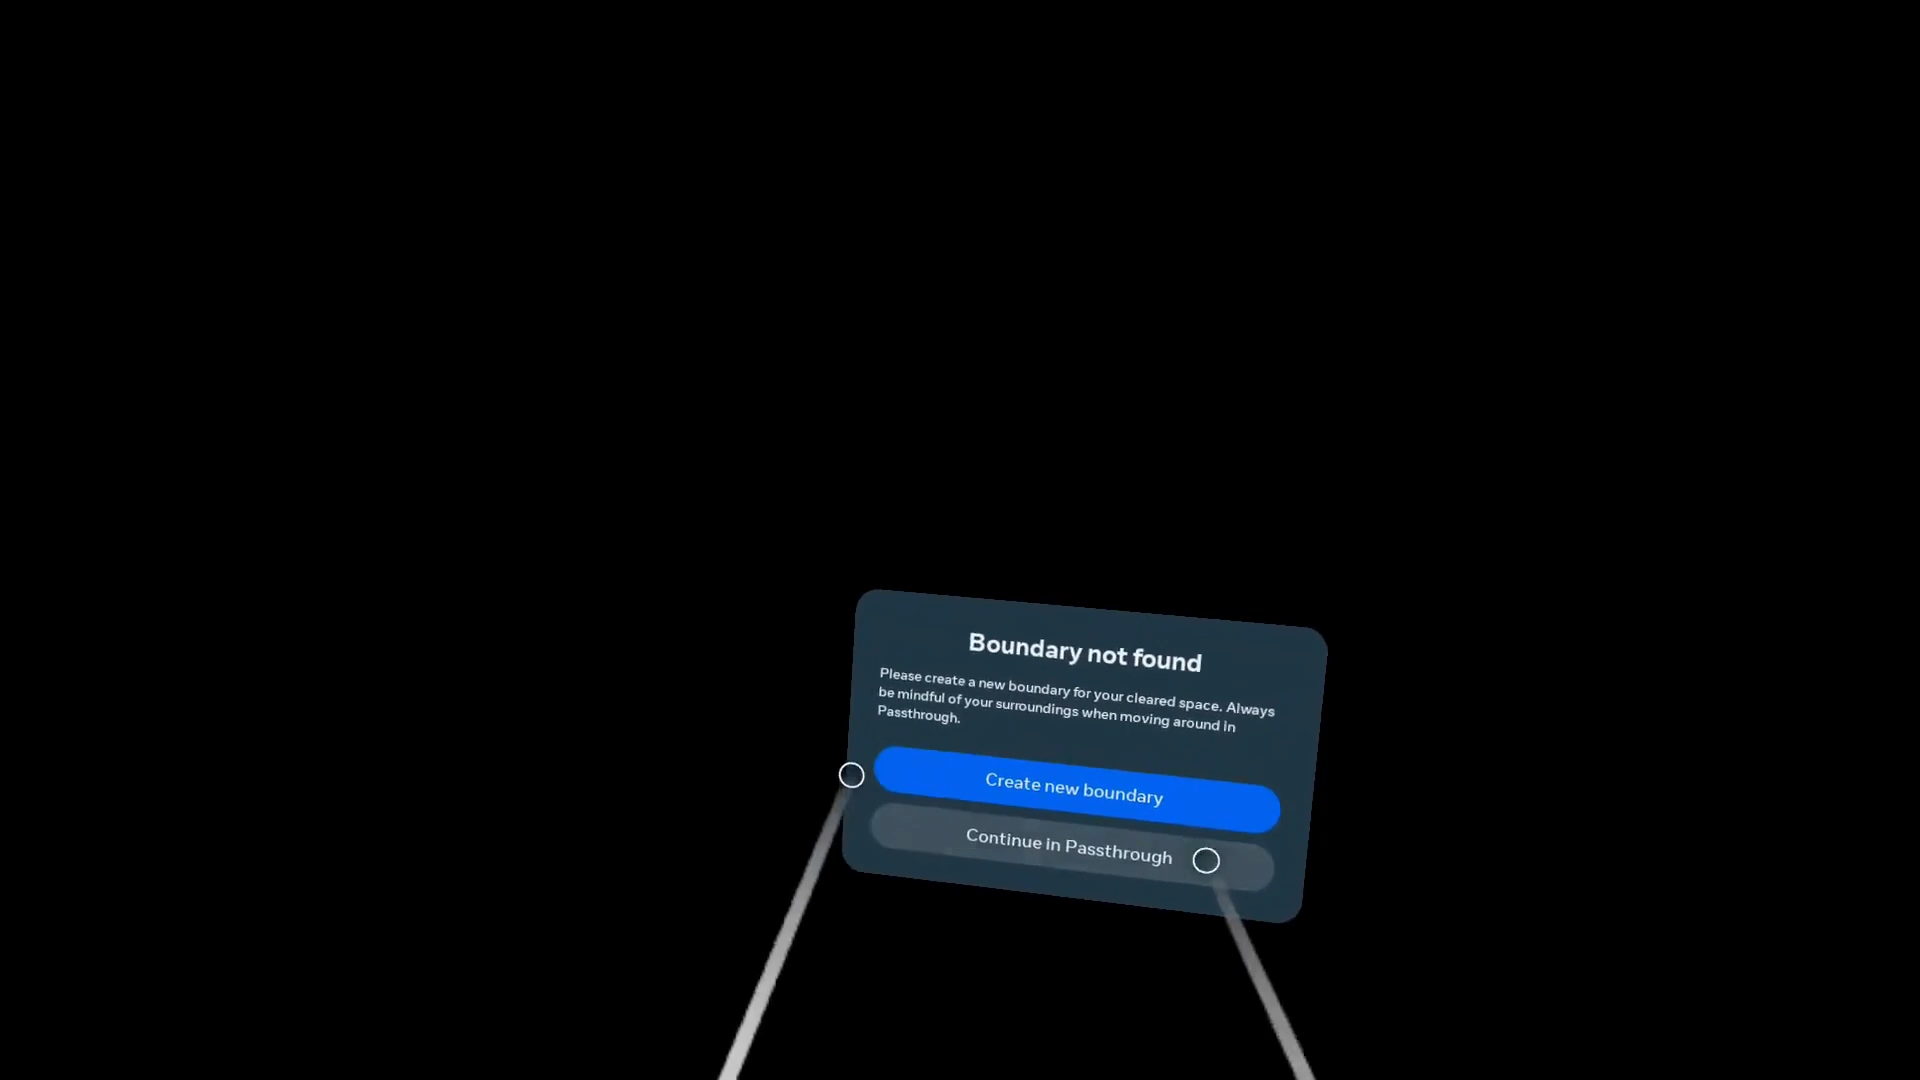 Boundary not found
Please create a new boundary for your cleared space. Always
be mindful of your surroundings when moving around in
Passthrough.
Create new boundary
Continue in Passthrough